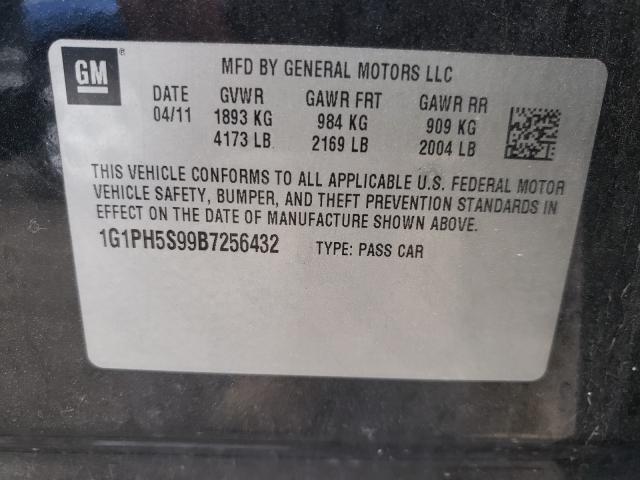 GM ®
MFD BY GENERAL MOTORS LLC
DATE GVWR GAWR FRT GAWR RR
04/11 1893 KG 984 KG 909 KG
4173 LB 2169 LB 2004 LB
THIS VEHICLE CONFORMS TO ALL APPLICABLE U.S. FEDERAL MOTOR
VEHICLE SAFETY, BUMPER, AND THEFT PREVENTION STANDARDS IN
EFFECT ON THE DATE OF MANUFACTURE SHOWN ABOVE.
1G1PH5S99B7256432 TYPE: PASS CAR